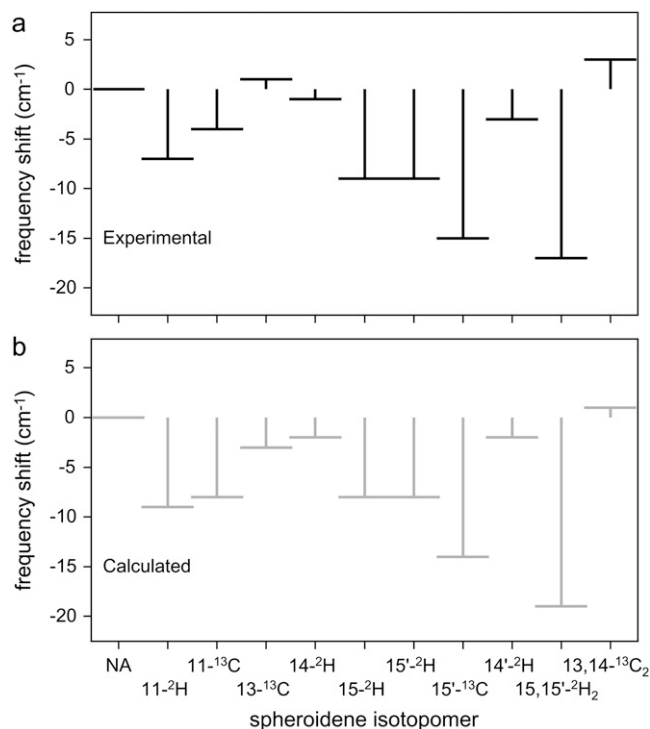 a
5
0
-5
-10
-15
-20
frequency shift (cm⁻¹)
Experimental
b
5
0
-5
-10
-15
-20
frequency shift (cm⁻¹)
Calculated
NA 11-¹³C 14-²H 15'-²H 14'-²H 13,14-¹³C₂
11-²H 13-¹³C 15-²H 15'-¹³C 15,15'-²H₂
spheroidene isotopomer